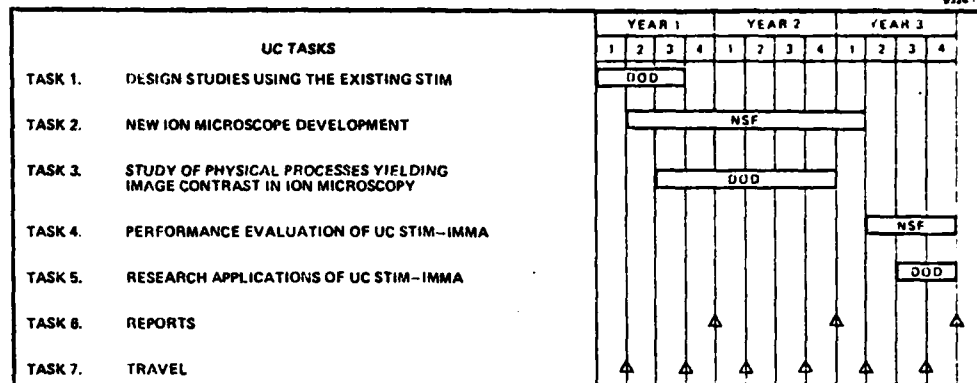 YEAR 1 YEAR 2 YEAR 3
UC TASKS 1 2 3 4 1 2 3 4 1 2 3 4
TASK 1. DESIGN STUDIES USING THE EXISTING STIM DOD
TASK 2. NEW ION MICROSCOPE DEVELOPMENT NSF
TASK 3. STUDY OF PHYSICAL PROCESSES YIELDING
IMAGE CONTRAST IN ION MICROSCOPY DOD
TASK 4. PERFORMANCE EVALUATION OF UC STIM–IMMA NSF
TASK 5. RESEARCH APPLICATIONS OF UC STIM–IMMA DOD
TASK 6. REPORTS
TASK 7. TRAVEL